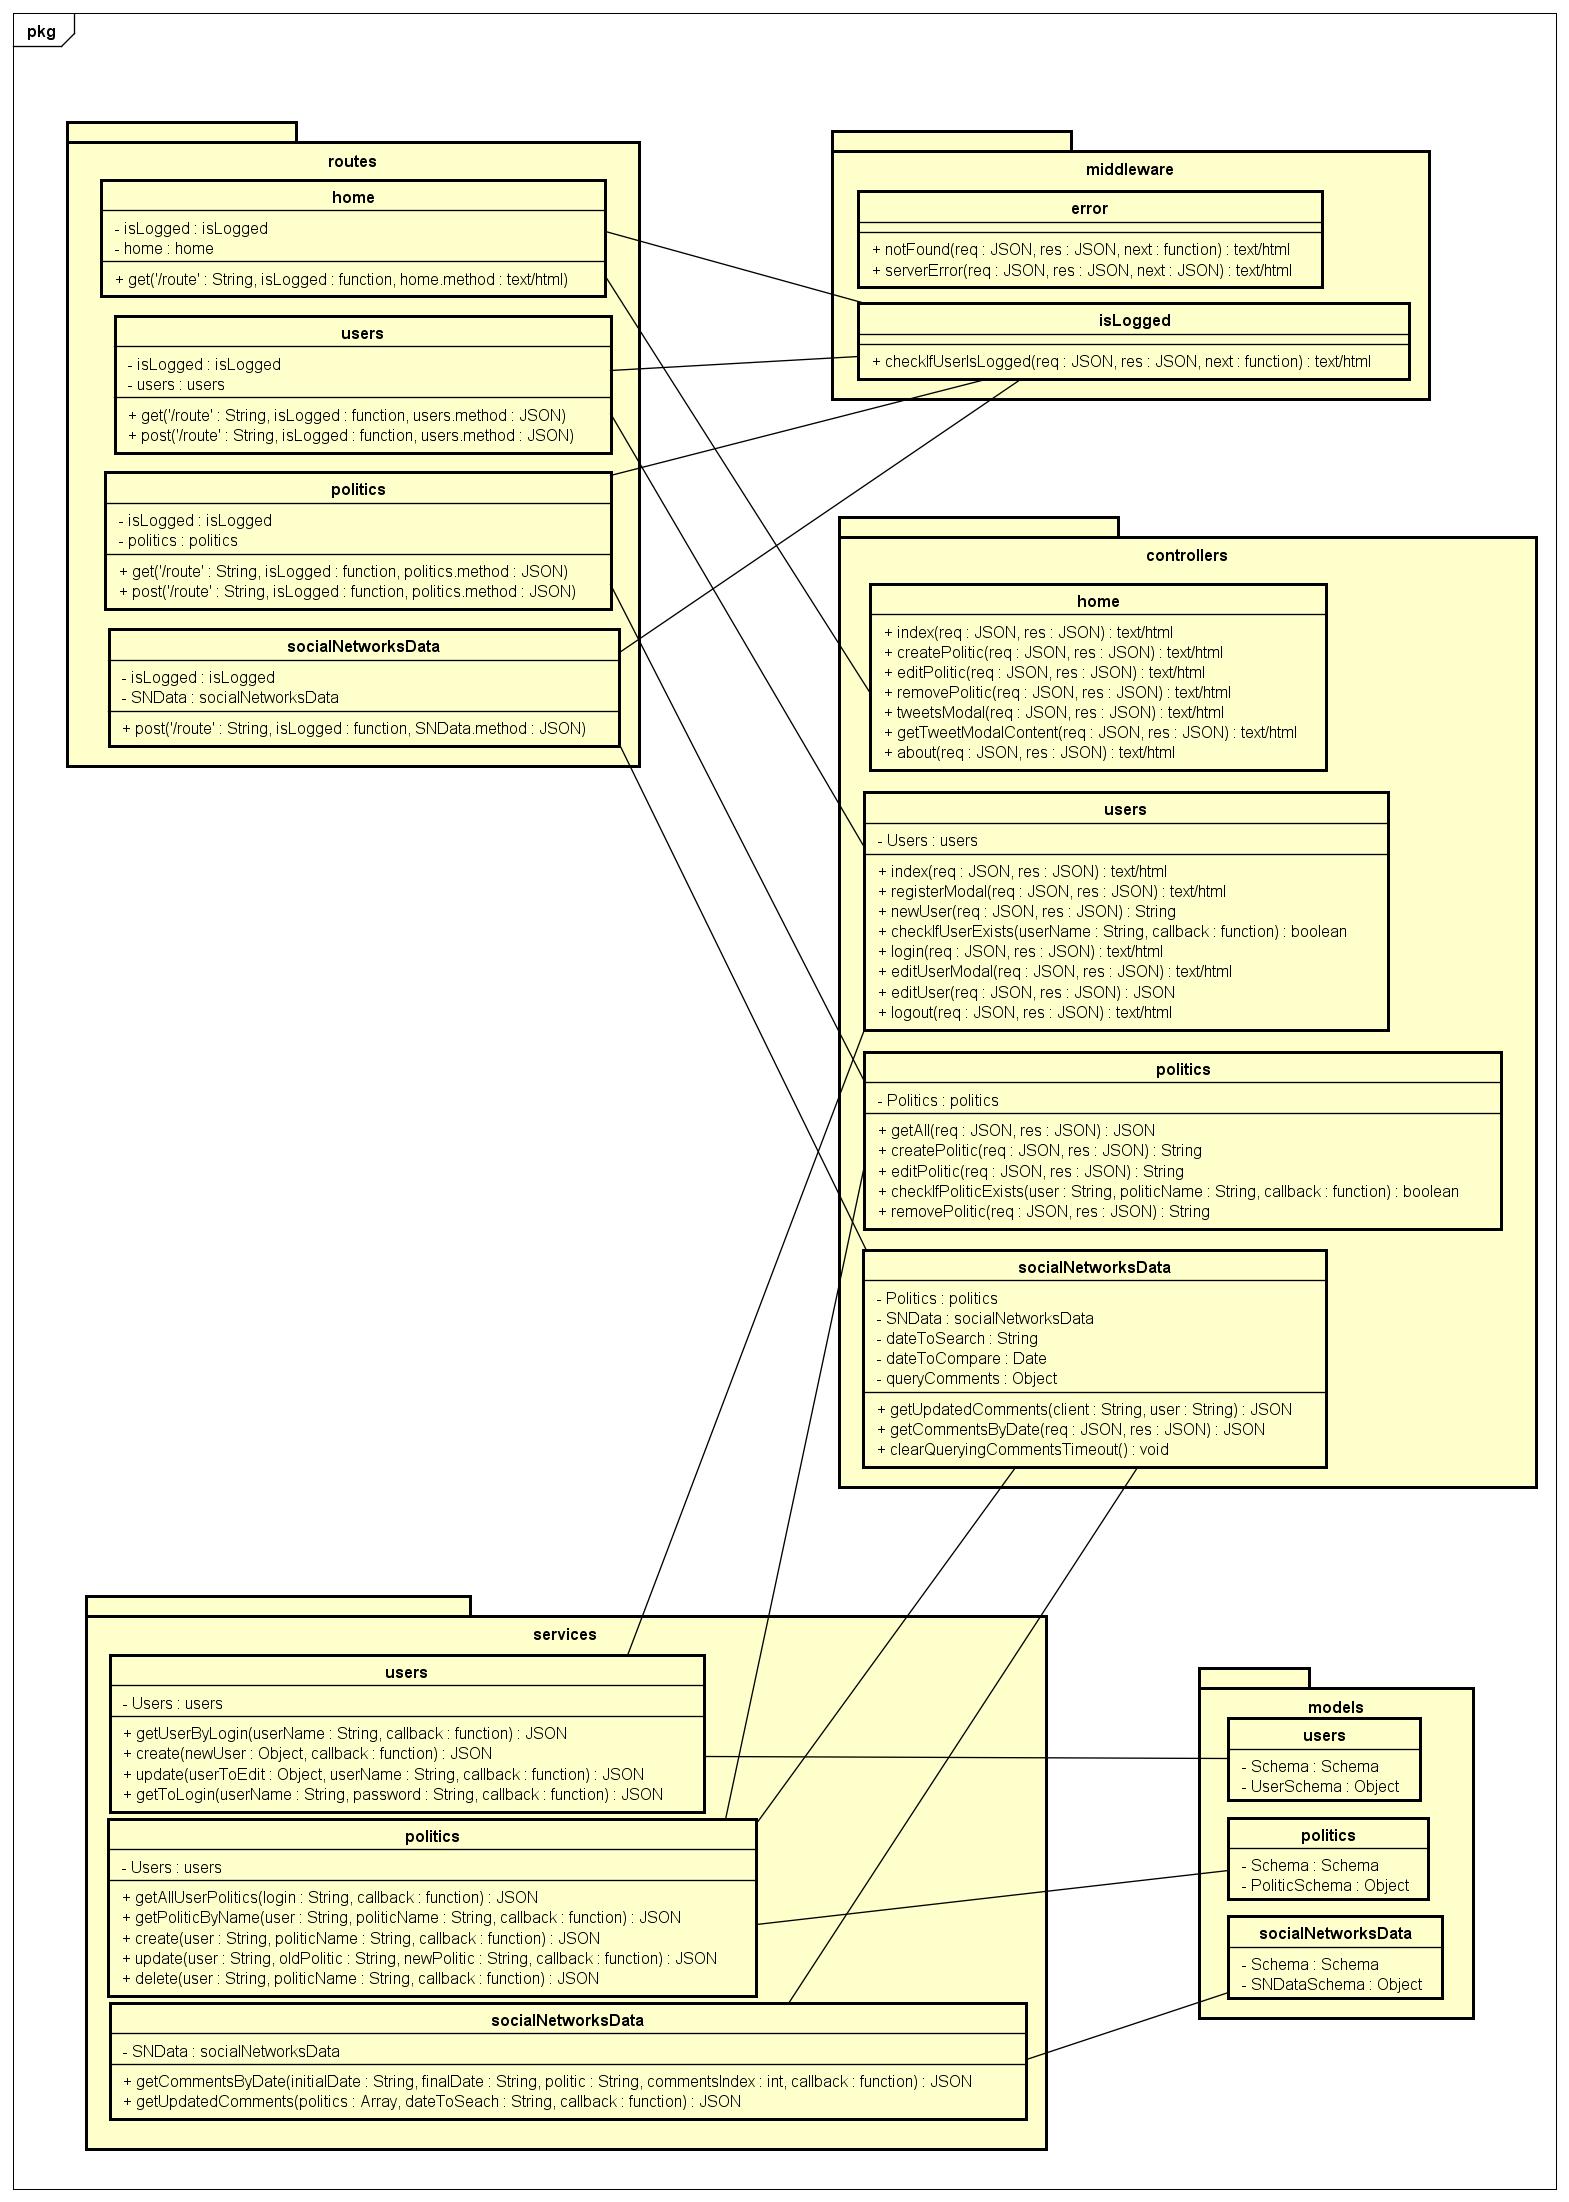 pkg
routes
home
- isLogged : isLogged
- home : home
+ get('/route' : String, isLogged : function, home.method : text/html)
users
- isLogged : isLogged
- users : users
+ get('/route' : String, isLogged : function, users.method : JSON)
+ post('/route' : String, isLogged : function, users.method : JSON)
politics
- isLogged : isLogged
- politics : politics
+ get('/route' : String, isLogged : function, politics.method : JSON)
+ post('/route' : String, isLogged : function, politics.method : JSON)
socialNetworksData
- isLogged : isLogged
- SNData : socialNetworksData
+ post('/route' : String, isLogged : function, SNData.method : JSON)
middleware
error
+ notFound(req : JSON, res : JSON, next : function) : text/html
+ serverError(req : JSON, res : JSON, next : JSON) : text/html
isLogged
+ checkIfUserIsLogged(req : JSON, res : JSON, next : function) : text/html
controllers
home
+ index(req : JSON, res : JSON) : text/html
+ createPolitic(req : JSON, res : JSON) : text/html
+ editPolitic(req : JSON, res : JSON) : text/html
+ removePolitic(req : JSON, res : JSON) : text/html
+ tweetsModal(req : JSON, res : JSON) : text/html
+ getTweetModalContent(req : JSON, res : JSON) : text/html
+ about(req : JSON, res : JSON) : text/html
users
- Users : users
+ index(req : JSON, res : JSON) : text/html
+ registerModal(req : JSON, res : JSON) : text/html
+ newUser(req : JSON, res : JSON) : String
+ checkIfUserExists(userName : String, callback : function) : boolean
+ login(req : JSON, res : JSON) : text/html
+ editUserModal(req : JSON, res : JSON) : text/html
+ editUser(req : JSON, res : JSON) : JSON
+ logout(req : JSON, res : JSON) : text/html
politics
- Politics : politics
+ getAll(req : JSON, res : JSON) : JSON
+ createPolitic(req : JSON, res : JSON) : String
+ editPolitic(req : JSON, res : JSON) : String
+ checkIfPoliticExists(user : String, politicName : String, callback : function) : boolean
+ removePolitic(req : JSON, res : JSON) : String
socialNetworksData
- Politics : politics
- SNData : socialNetworksData
- dateToSearch : String
- dateToCompare : Date
- queryComments : Object
+ getUpdatedComments(client : String, user : String) : JSON
+ getCommentsByDate(req : JSON, res : JSON) : JSON
+ clearQueryingCommentsTimeout() : void
services
users
- Users : users
+ getUserByLogin(userName : String, callback : function) : JSON
+ create(newUser : Object, callback : function) : JSON
+ update(userToEdit : Object, userName : String, callback : function) : JSON
+ getToLogin(userName : String, password : String, callback : function) : JSON
politics
- Users : users
+ getAllUserPolitics(login : String, callback : function) : JSON
+ getPoliticByName(user : String, politicName : String, callback : function) : JSON
+ create(user : String, politicName : String, callback : function) : JSON
+ update(user : String, oldPolitic : String, newPolitic : String, callback : function) : JSON
+ delete(user : String, politicName : String, callback : function) : JSON
socialNetworksData
- SNData : socialNetworksData
+ getCommentsByDate(initialDate : String, finalDate : String, politic : String, commentsIndex : int, callback : function) : JSON
+ getUpdatedComments(politics : Array, dateToSeach : String, callback : function) : JSON
models
users
- Schema : Schema
- UserSchema : Object
politics
- Schema : Schema
- PoliticSchema : Object
socialNetworksData
- Schema : Schema
- SNDataSchema : Object